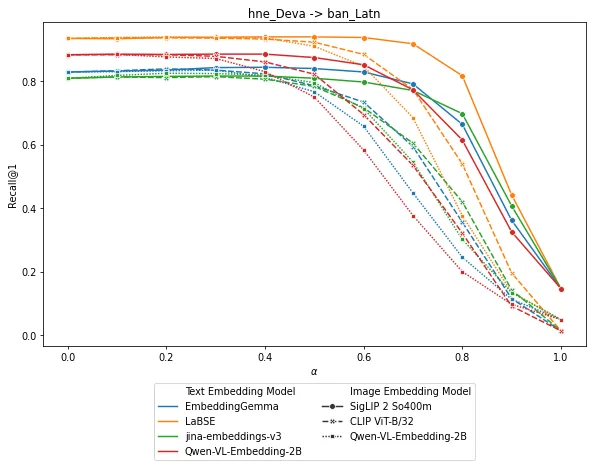 hne_Deva -> ban_Latn
Recall@1
0.8
0.6
0.4
0.2
0.0
0.0 0.2 0.4 0.6 0.8 1.0
α
Text Embedding Model Image Embedding Model
EmbeddingGemma SigLIP 2 So400m
LaBSE CLIP ViT-B/32
jina-embeddings-v3 Qwen-VL-Embedding-2B
Qwen-VL-Embedding-2B